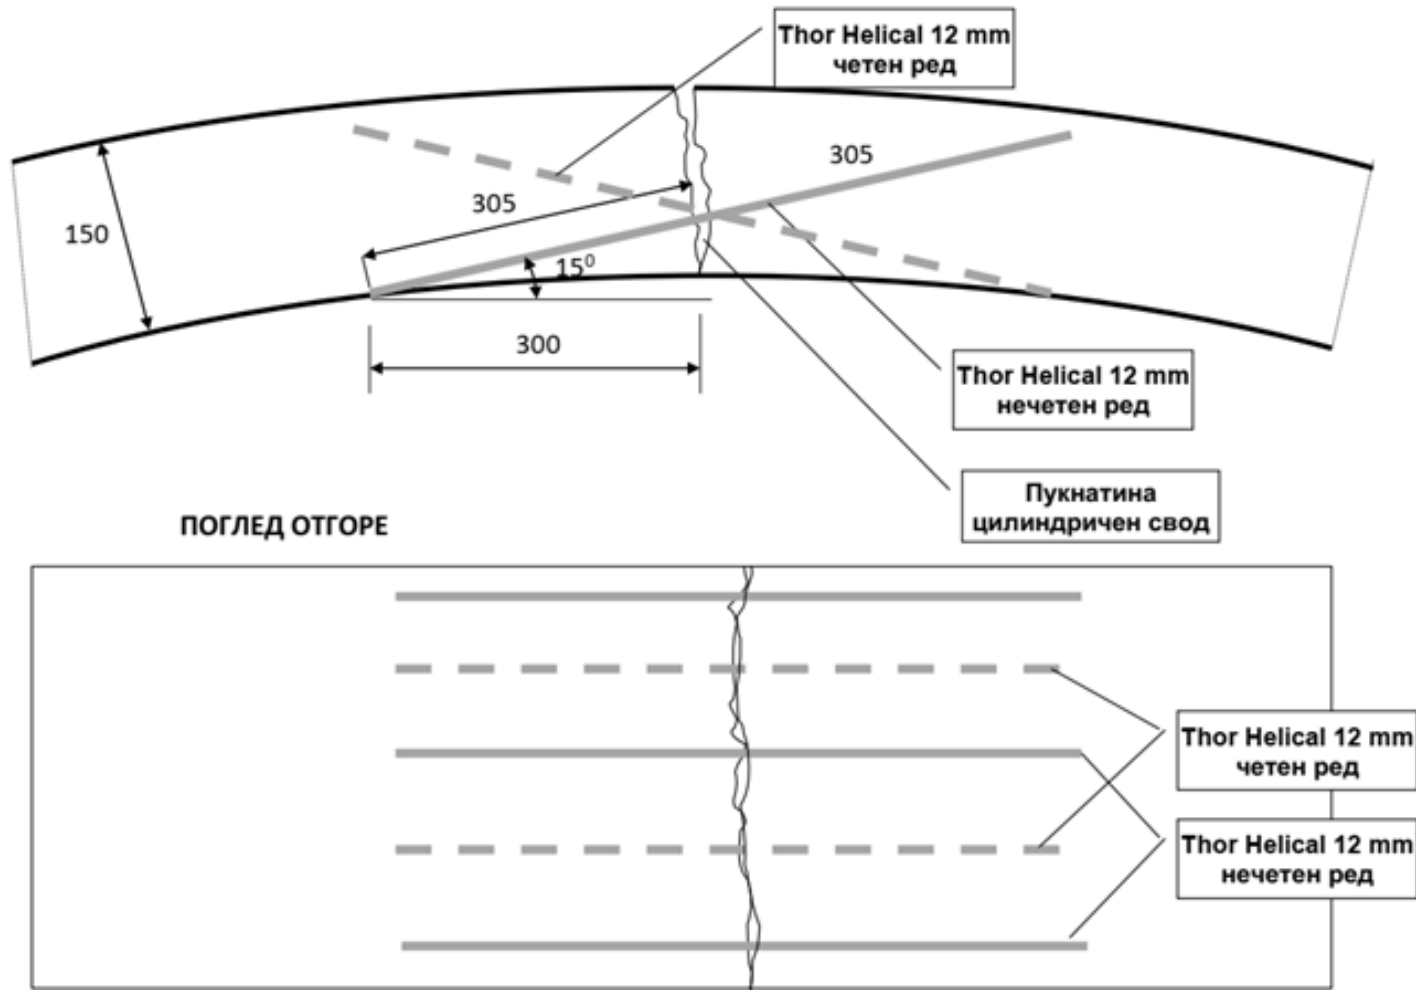 Thor Helical 12 mm
четен ред
305
305
150
15⁰
300
Thor Helical 12 mm
нечетен ред
Пукнатина
цилиндричен свод
ПОГЛЕД ОТГОРЕ
Thor Helical 12 mm
четен ред
Thor Helical 12 mm
нечетен ред